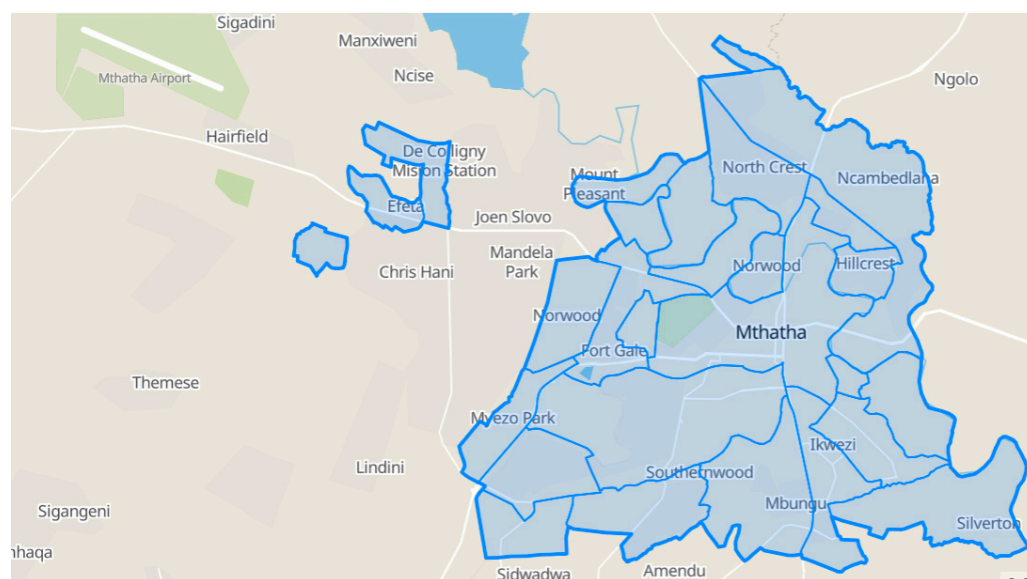 Sigadini
Manxiweni
Ncise
Mthatha Airport
Ngolo
Hairfield
De Colligny
Mision Station
North Crest
Mount
Pleasant
Ncambedlana
Efeta
Joen Slovo
Mandela
Park
Chris Hani
Norwood
Hillcrest
Norwood
Mthatha
Fort Gale
Themese
Myezo Park
Ikwezi
Lindini
Southernwood
Mbungu
Sigangeni
Silverton
nhaqa
Sidwadwa
Amendu